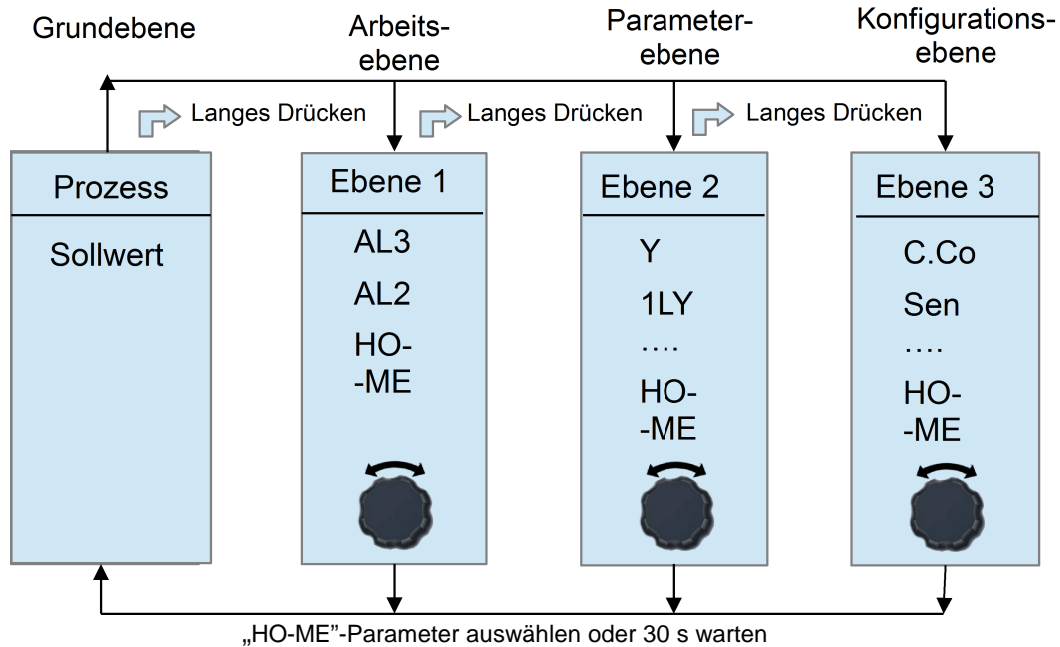 Grundebene
Arbeits-
ebene
Parameter-
ebene
Konfigurations-
ebene
Langes Drücken
Langes Drücken
Langes Drücken
Prozess
Sollwert
Ebene 1
AL3
AL2
HO-
-ME
Ebene 2
Y
1LY
....
HO-
-ME
Ebene 3
C.Co
Sen
....
HO-
-ME
„HO-ME”-Parameter auswählen oder 30 s warten